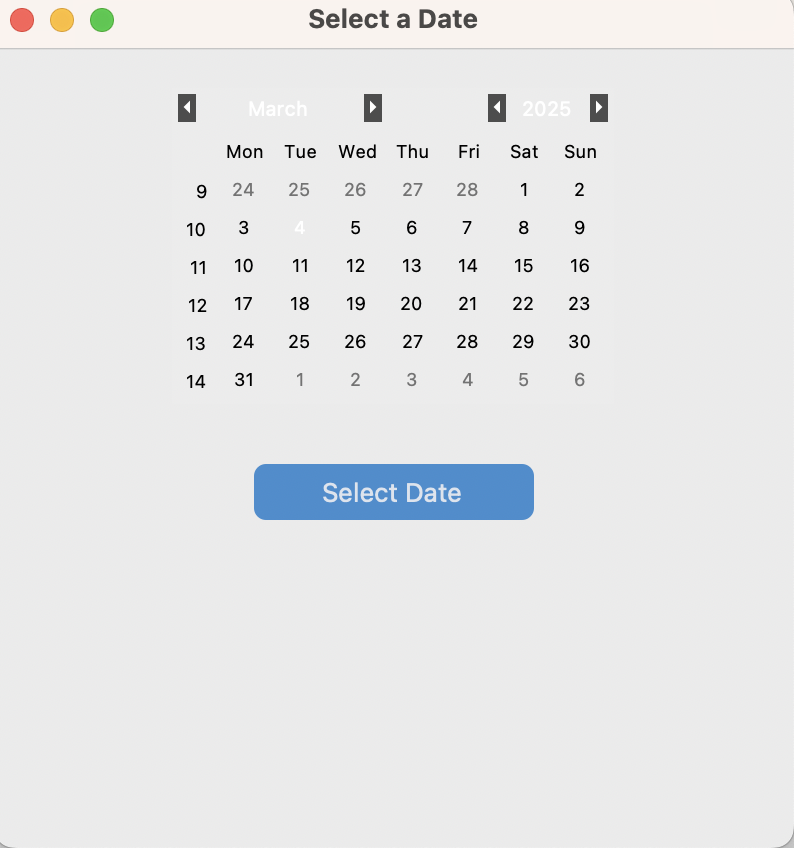 Select a Date
March 2025
Mon Tue Wed Thu Fri Sat Sun
9 24 25 26 27 28 1 2
10 3 4 5 6 7 8 9
11 10 11 12 13 14 15 16
12 17 18 19 20 21 22 23
13 24 25 26 27 28 29 30
14 31 1 2 3 4 5 6
Select Date